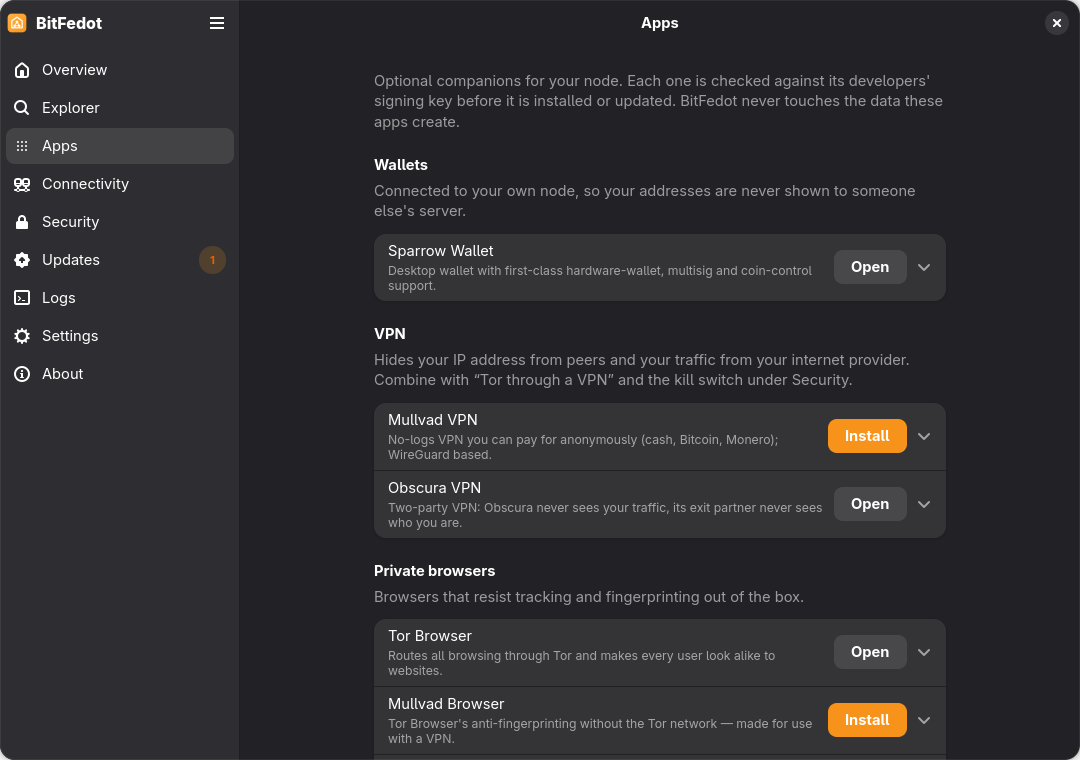 BitFedot
Apps
Overview
Explorer
Apps
Connectivity
Security
Updates
1
Logs
Settings
About
Optional companions for your node. Each one is checked against its developers'
signing key before it is installed or updated. BitFedot never touches the data these
apps create.
Wallets
Connected to your own node, so your addresses are never shown to someone
else's server.
Sparrow Wallet
Desktop wallet with first-class hardware-wallet, multisig and coin-control
support.
Open
VPN
Hides your IP address from peers and your traffic from your internet provider.
Combine with “Tor through a VPN” and the kill switch under Security.
Mullvad VPN
No-logs VPN you can pay for anonymously (cash, Bitcoin, Monero);
WireGuard based.
Install
Obscura VPN
Two-party VPN: Obscura never sees your traffic, its exit partner never sees
who you are.
Open
Private browsers
Browsers that resist tracking and fingerprinting out of the box.
Tor Browser
Routes all browsing through Tor and makes every user look alike to
websites.
Open
Mullvad Browser
Tor Browser's anti-fingerprinting without the Tor network — made for use
with a VPN.
Install